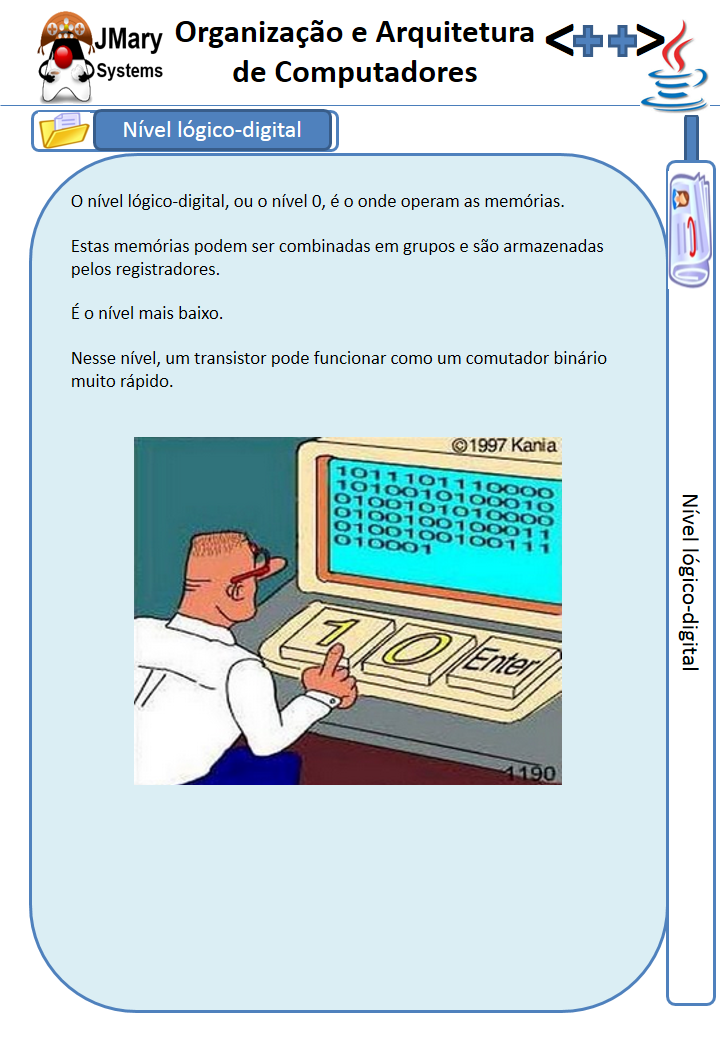 JMary
Systems
Organização e Arquitetura
de Computadores
<++>
Nível lógico-digital
O nível lógico-digital, ou o nível 0, é o onde operam as memórias.
Estas memórias podem ser combinadas em grupos e são armazenadas
pelos registradores.
É o nível mais baixo.
Nesse nível, um transistor pode funcionar como um comutador binário
muito rápido.
©1997 Kania
1011101110000
1010010100010
0100101010000
0100100100011
0100100100111
010001
1 0 Enter
1190
Nível lógico-digital